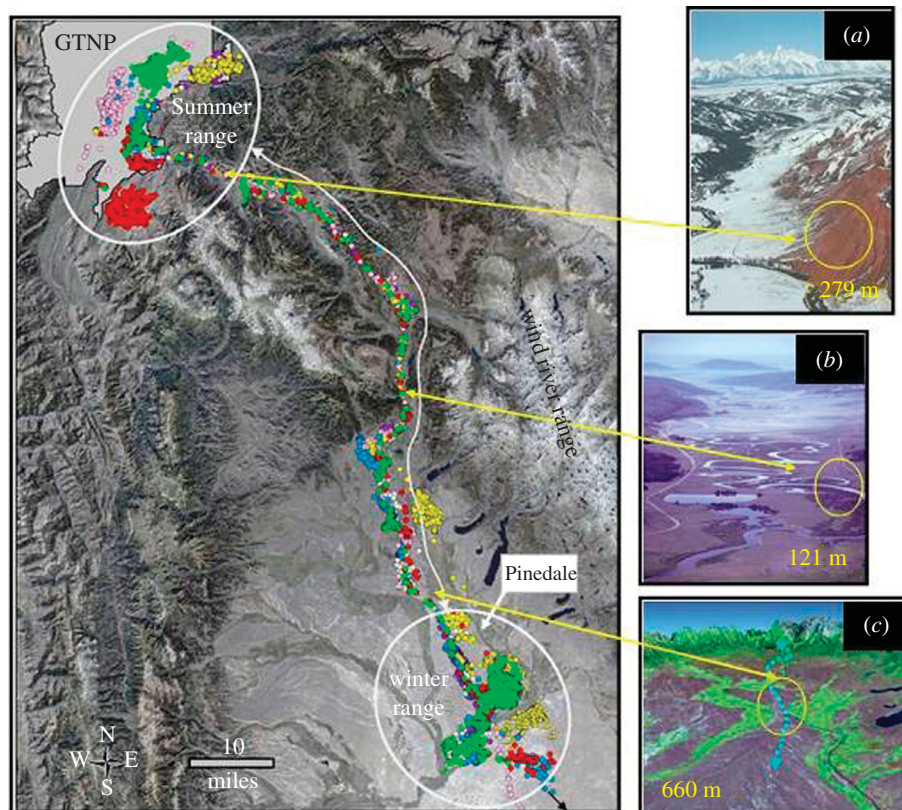 GTNP
Summer
range
wind river range
Pinedale
winter
range
N
W E
S
10
miles
(a)
279 m
(b)
121 m
(c)
660 m